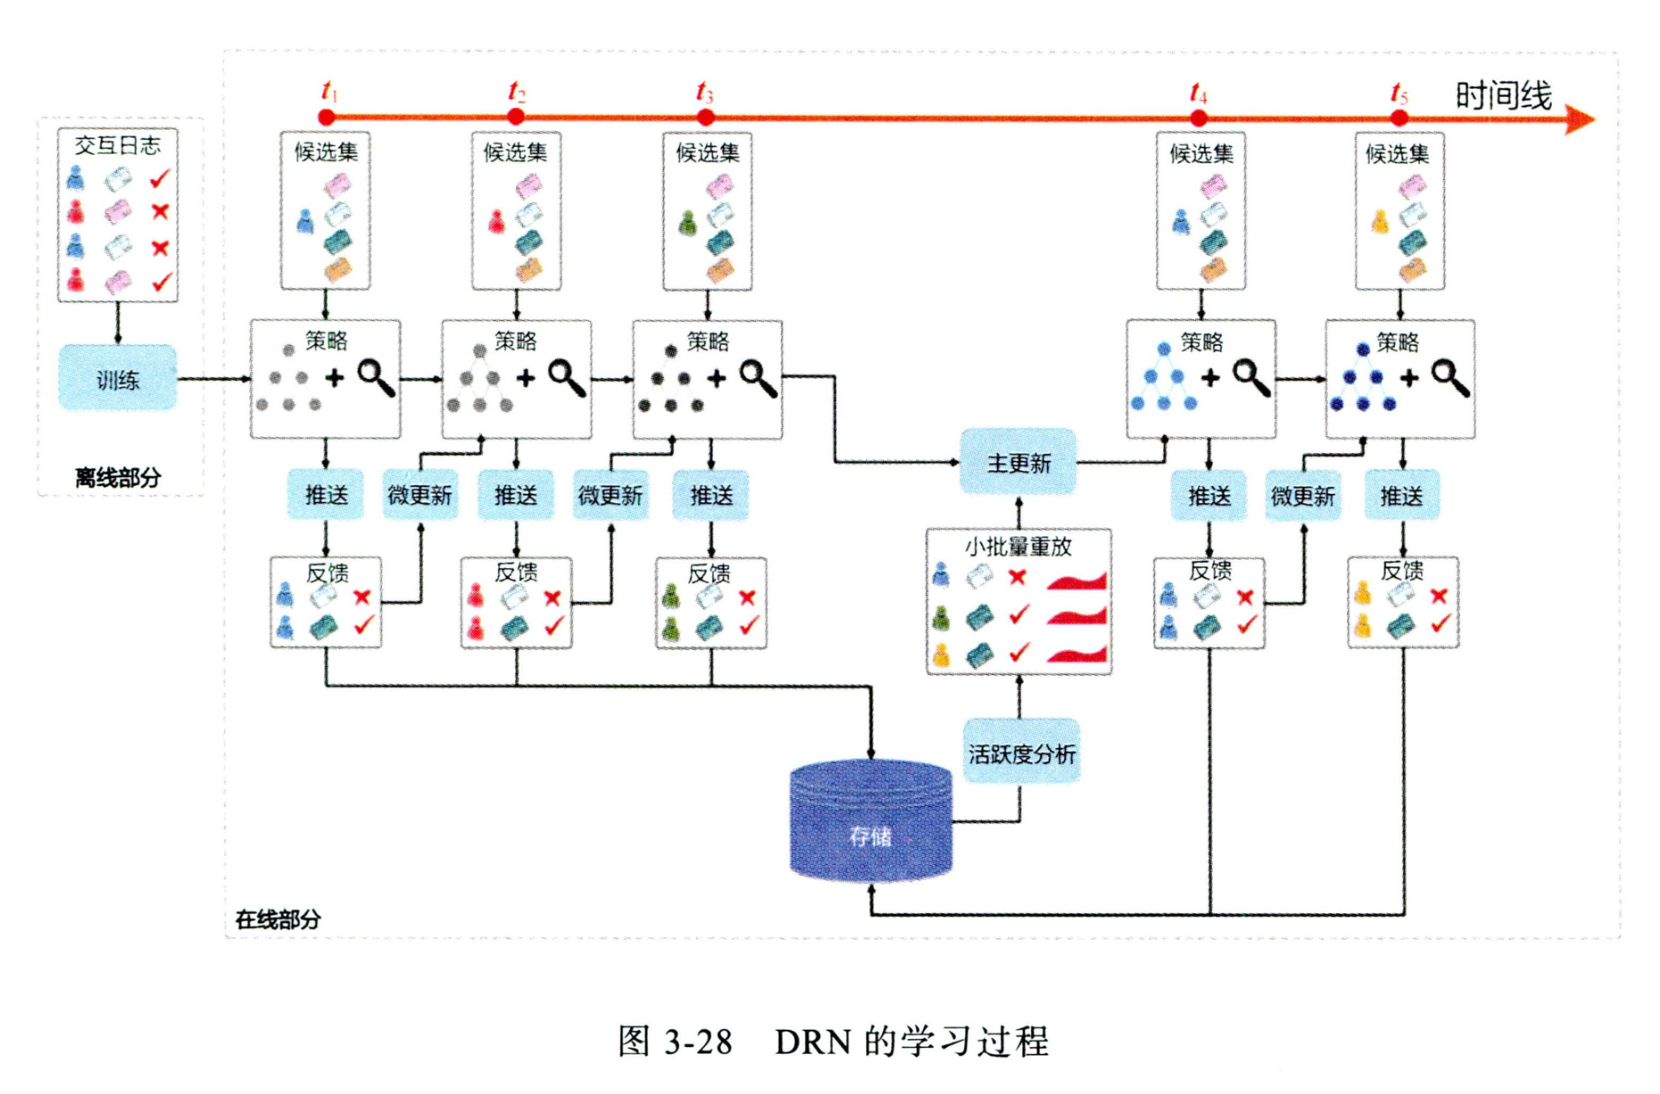 t1
t2
t3
t4
t5
时间线
交互日志
候选集
候选集
候选集
候选集
候选集
策略
策略
策略
策略
策略
训练
离线部分
主更新
推送
微更新
推送
微更新
推送
推送
微更新
推送
小批量重放
反馈
反馈
反馈
反馈
反馈
活跃度分析
存储
在线部分
图 3-28 DRN 的学习过程